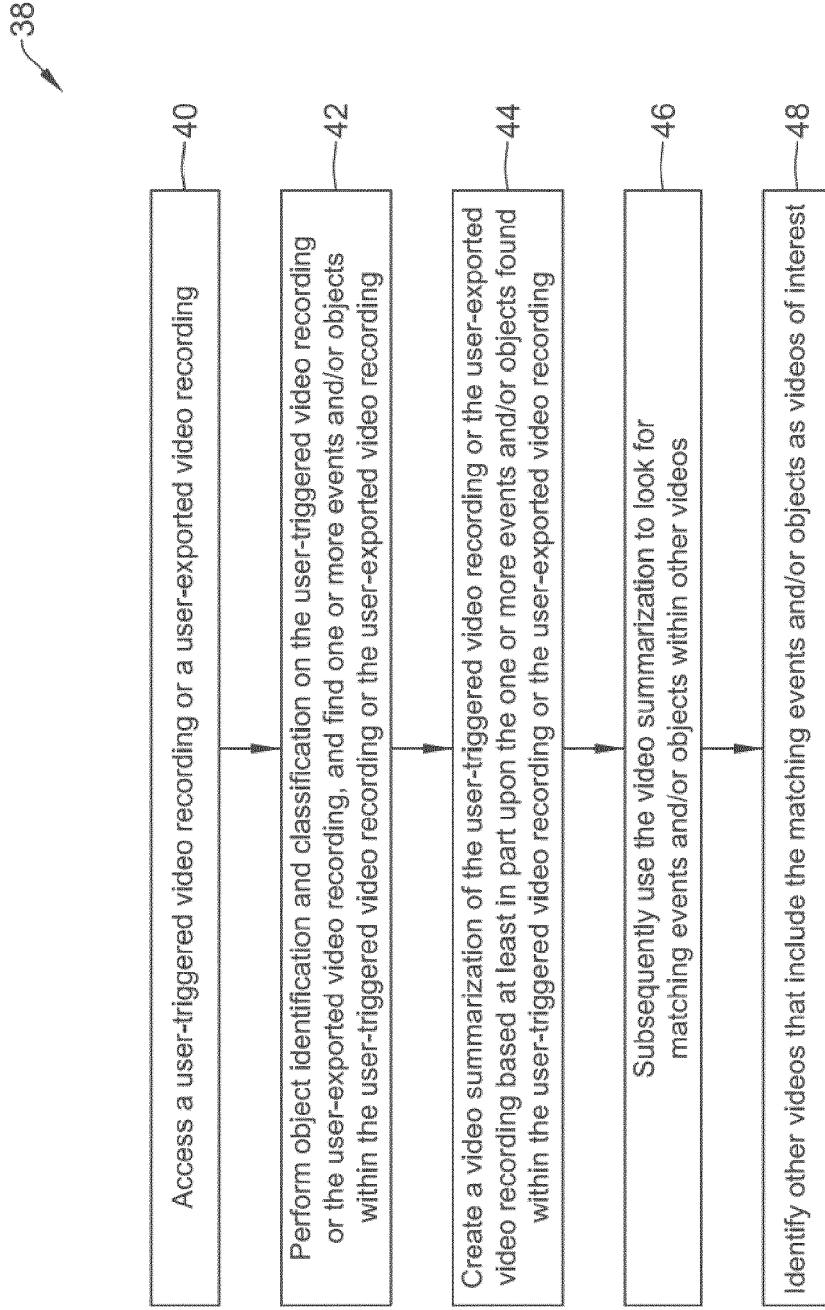 38
Access a user-triggered video recording or a user-exported video recording
40
Perform object identification and classification on the user-triggered video recording
or the user-exported video recording, and find one or more events and/or objects
within the user-triggered video recording or the user-exported video recording
42
Create a video summarization of the user-triggered video recording or the user-exported
video recording based at least in part upon the one or more events and/or objects found
within the user-triggered video recording or the user-exported video recording
44
Subsequently use the video summarization to look for
matching events and/or objects within other videos
46
Identify other videos that include the matching events and/or objects as videos of interest
48